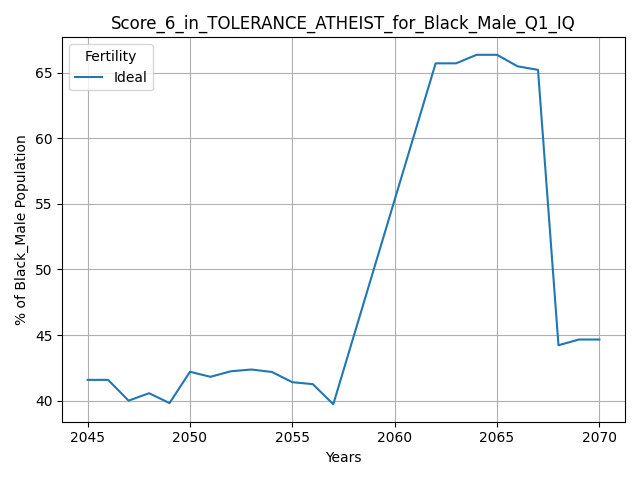 Score_6_in_TOLERANCE_ATHEIST_for_Black_Male_Q1_IQ
Fertility
Ideal
% of Black_Male Population
65
60
55
50
45
40
2045
2050
2055
2060
2065
2070
Years